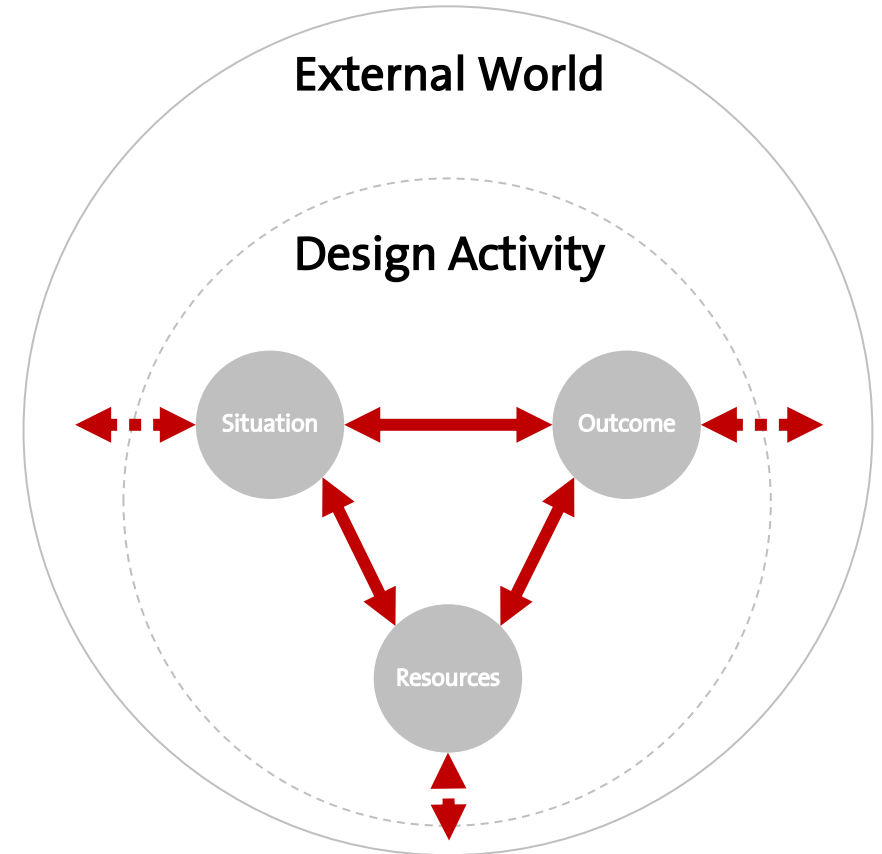 External World
Design Activity
Situation
Outcome
Resources